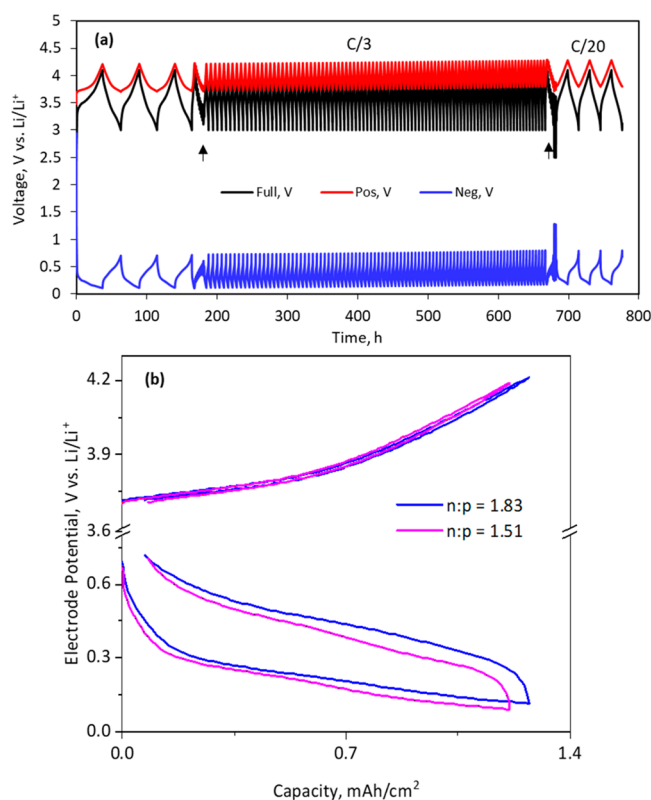 (a)
C/3
C/20
Voltage, V vs. Li/Li⁺
5
4.5
4
3.5
3
2.5
2
1.5
1
0.5
0
Full, V
Pos, V
Neg, V
0 100 200 300 400 500 600 700 800
Time, h
(b)
Electrode Potential, V vs. Li/Li⁺
4.2
3.9
3.6
0.6
0.3
0.0
n:p = 1.83
n:p = 1.51
0.0 0.7 1.4
Capacity, mAh/cm²